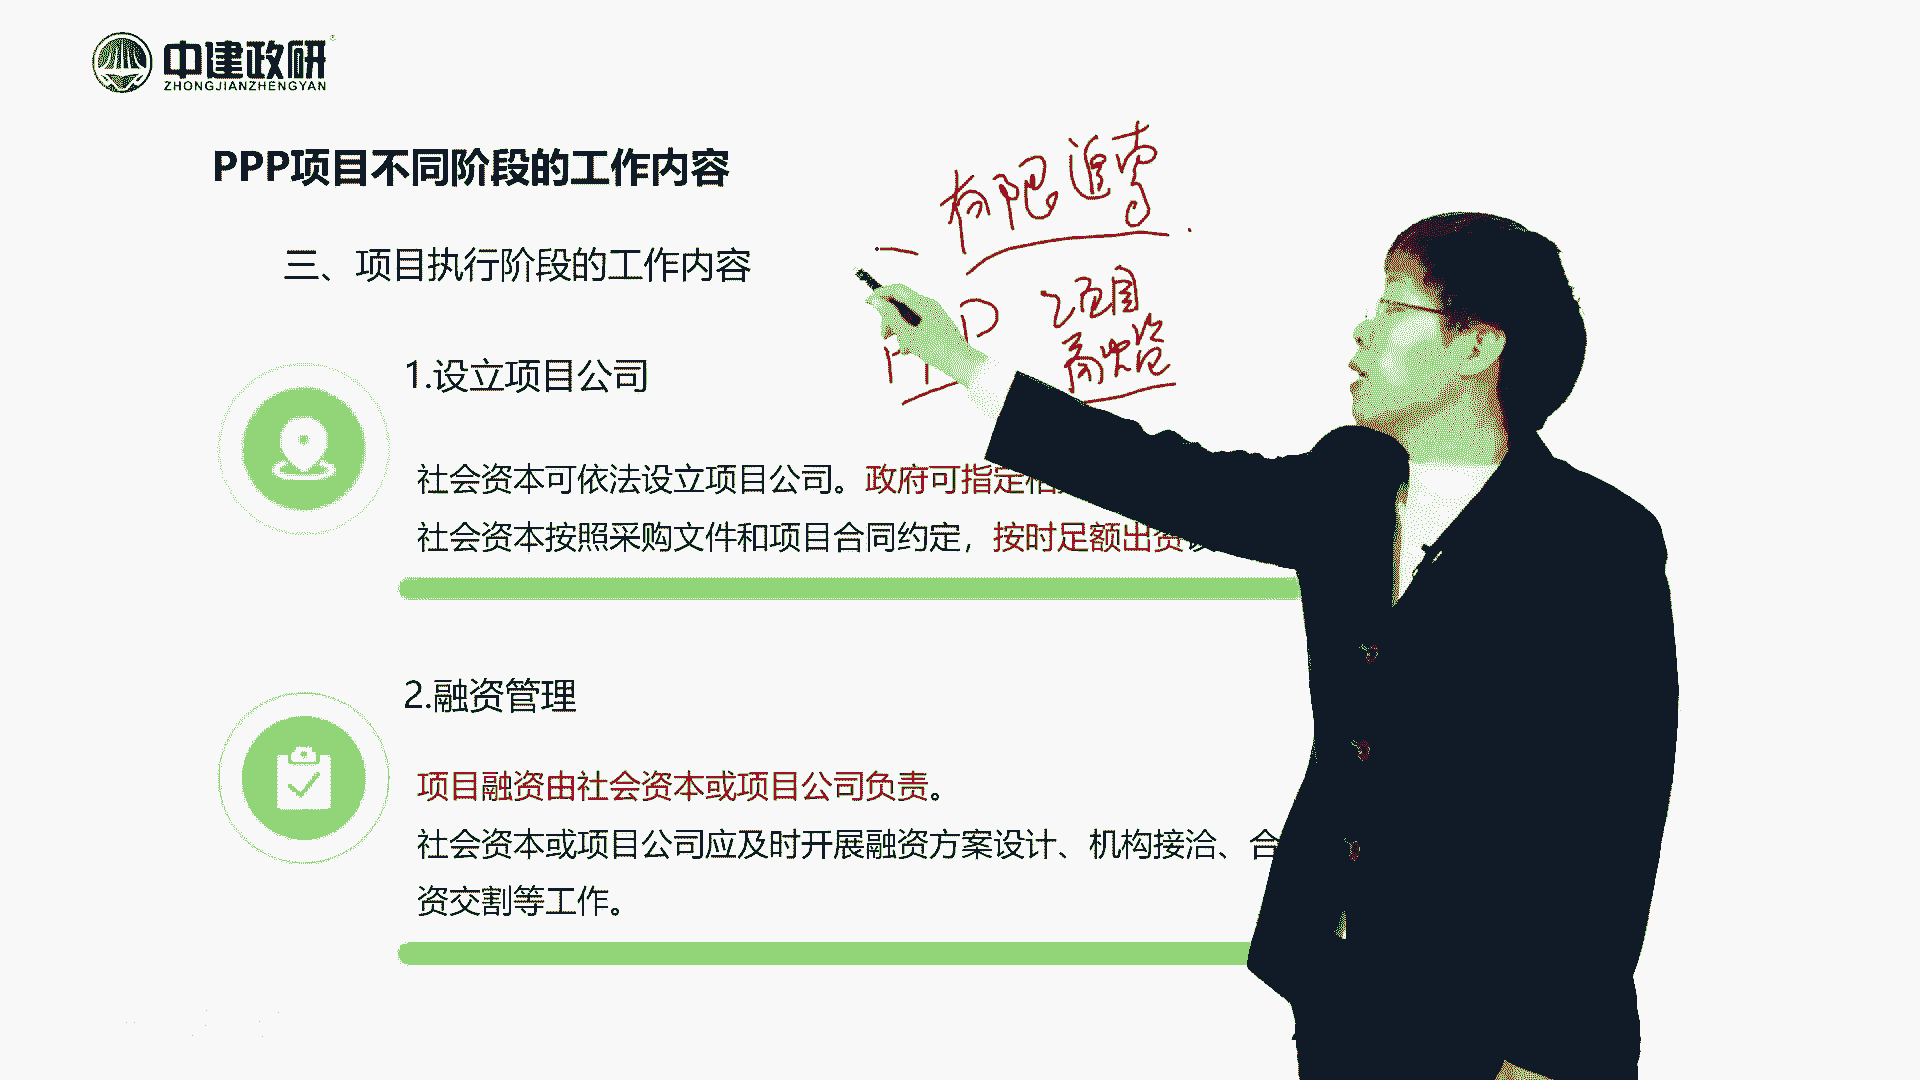 中建政研
ZHONGJIANZHENGYAN
PPP项目不同阶段的工作内容
有限追索
三、项目执行阶段的工作内容
项目
融资
1.设立项目公司
社会资本可依法设立项目公司。政府可指定相
社会资本按照采购文件和项目合同约定，按时足额出资设
2.融资管理
项目融资由社会资本或项目公司负责。
社会资本或项目公司应及时开展融资方案设计、机构接洽、合
资交割等工作。